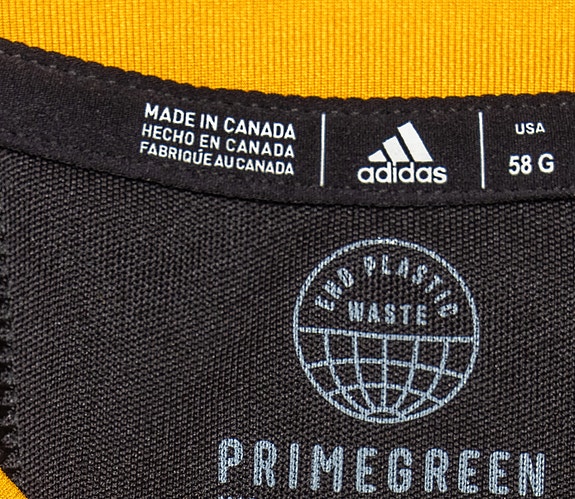 MADE IN CANADA
HECHO EN CANADA
FABRIQUÉ AU CANADA
adidas
USA
58 G
END PLASTIC
WASTE
PRIMEGREEN